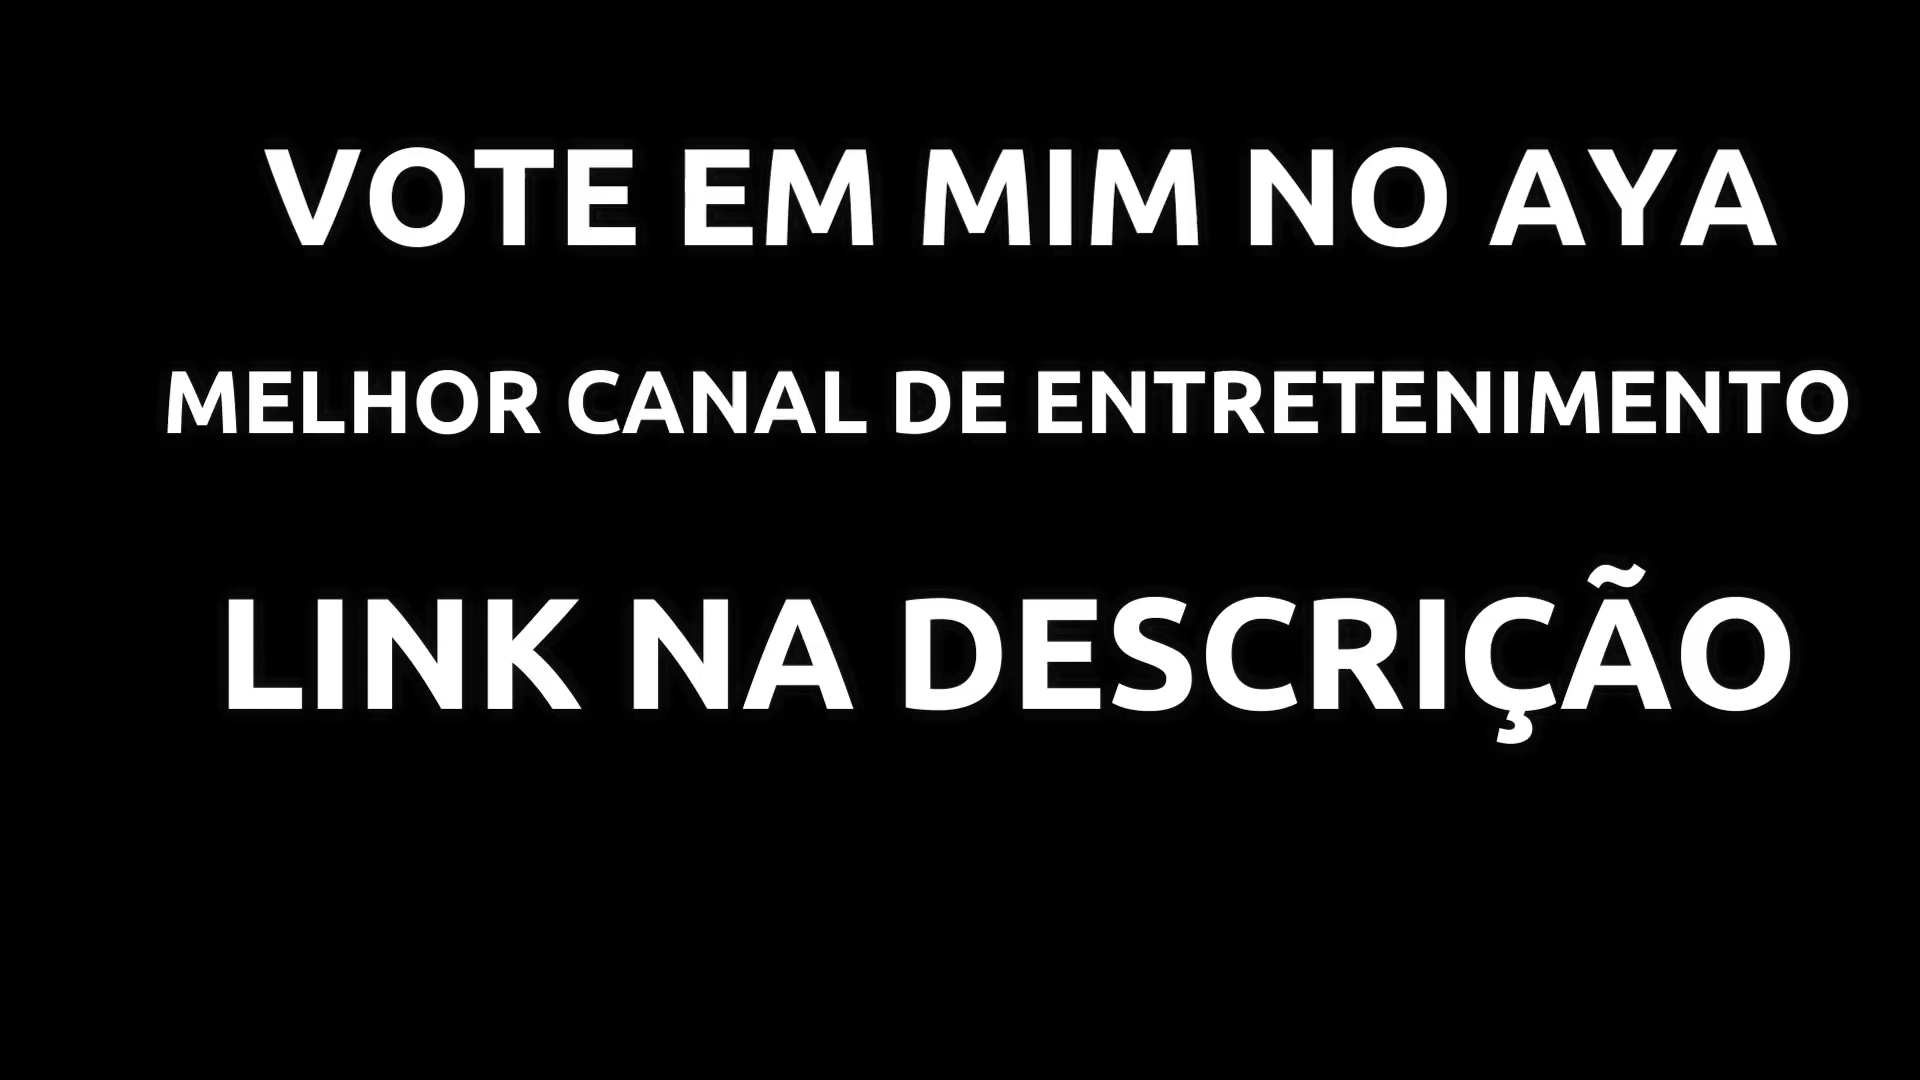 VOTE EM MIM NO AYA
MELHOR CANAL DE ENTRETENIMENTO
LINK NA DESCRIÇÃO